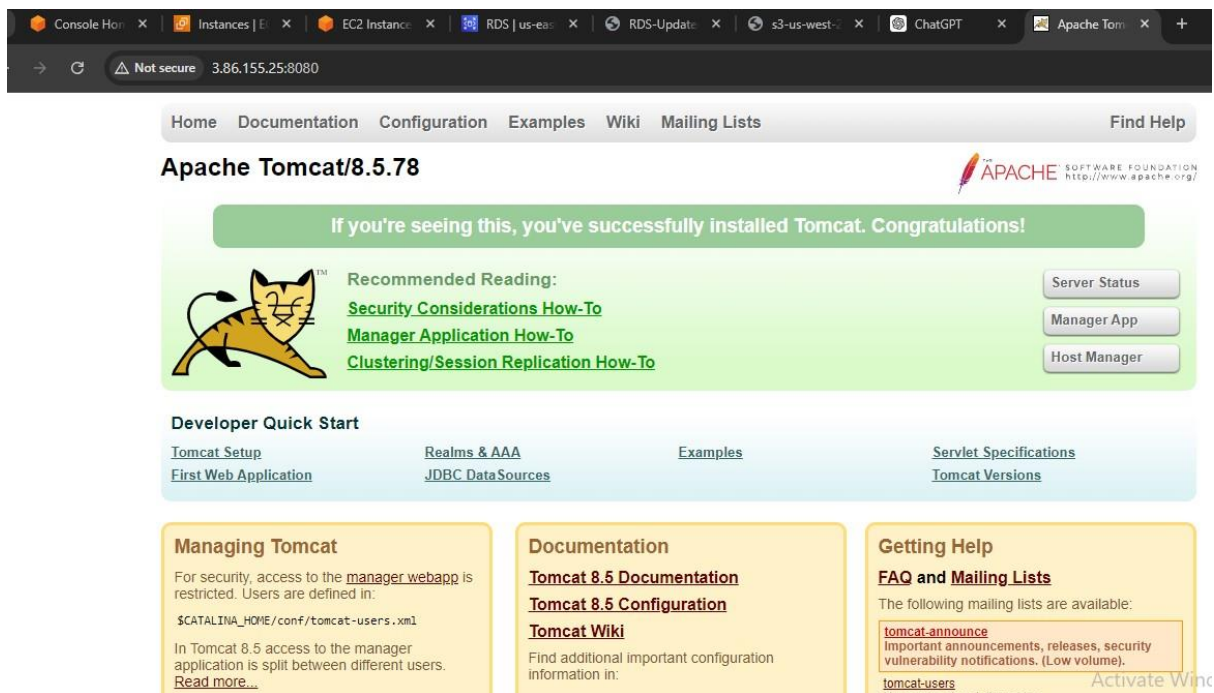 Console Hon
Instances | E
EC2 Instance
RDS | us-eas
RDS-Update
s3-us-west-2
ChatGPT
Apache Tom
Not secure 3.86.155.25:8080
Home Documentation Configuration Examples Wiki Mailing Lists Find Help
Apache Tomcat/8.5.78
THE APACHE SOFTWARE FOUNDATION
http://www.apache.org/
If you're seeing this, you've successfully installed Tomcat. Congratulations!
TM
Recommended Reading:
Security Considerations How-To
Manager Application How-To
Clustering/Session Replication How-To
Server Status
Manager App
Host Manager
Developer Quick Start
Tomcat Setup Realms & AAA Examples Servlet Specifications
First Web Application JDBC DataSources Tomcat Versions
Managing Tomcat
For security, access to the manager webapp is
restricted. Users are defined in:
$CATALINA_HOME/conf/tomcat-users.xml
In Tomcat 8.5 access to the manager
application is split between different users.
Read more...
Documentation
Tomcat 8.5 Documentation
Tomcat 8.5 Configuration
Tomcat Wiki
Find additional important configuration
information in:
Getting Help
FAQ and Mailing Lists
The following mailing lists are available:
tomcat-announce
Important announcements, releases, security
vulnerability notifications. (Low volume).
tomcat-users
Activate Wind